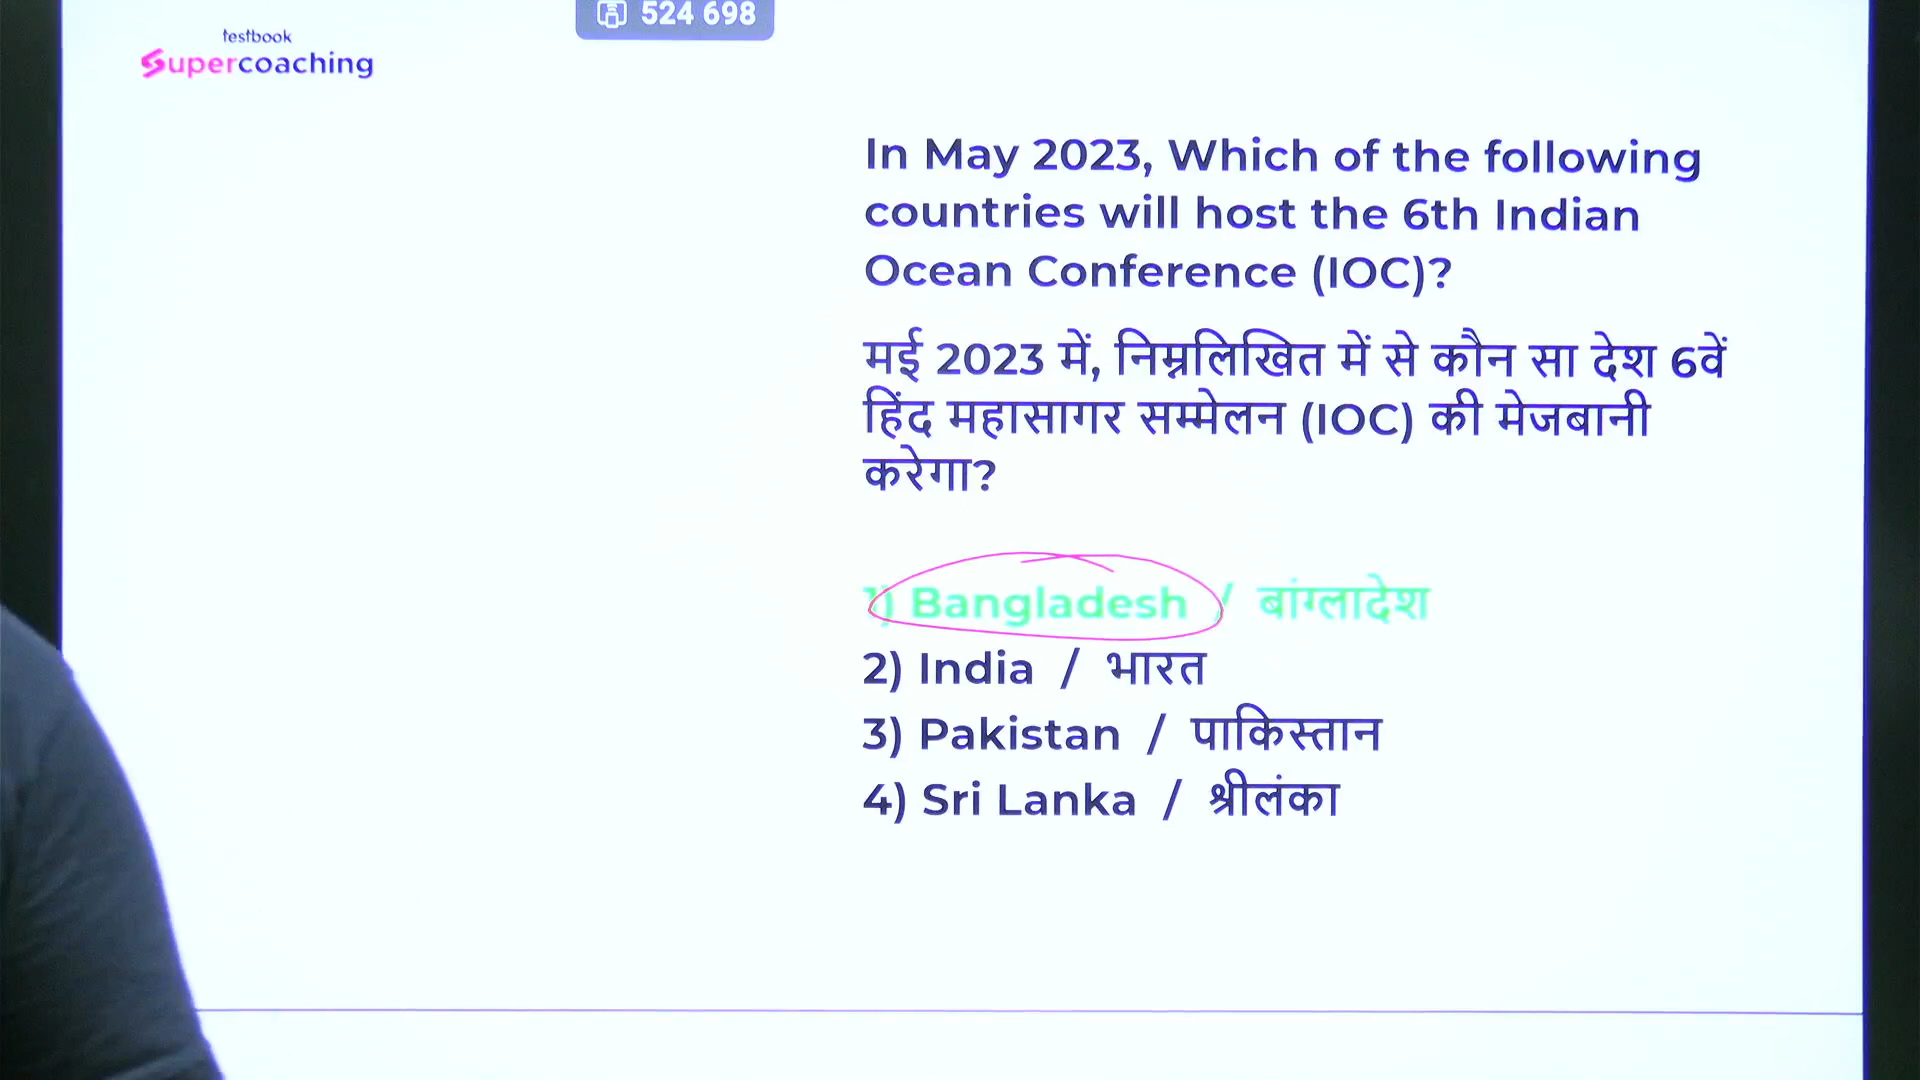 testbook
Supercoaching
524 698
In May 2023, Which of the following
countries will host the 6th Indian
Ocean Conference (IOC)?
मई 2023 में, निम्नलिखित में से कौन सा देश 6वें
हिंद महासागर सम्मेलन (IOC) की मेजबानी
करेगा?
1) Bangladesh / बांग्लादेश
2) India / भारत
3) Pakistan / पाकिस्तान
4) Sri Lanka / श्रीलंका